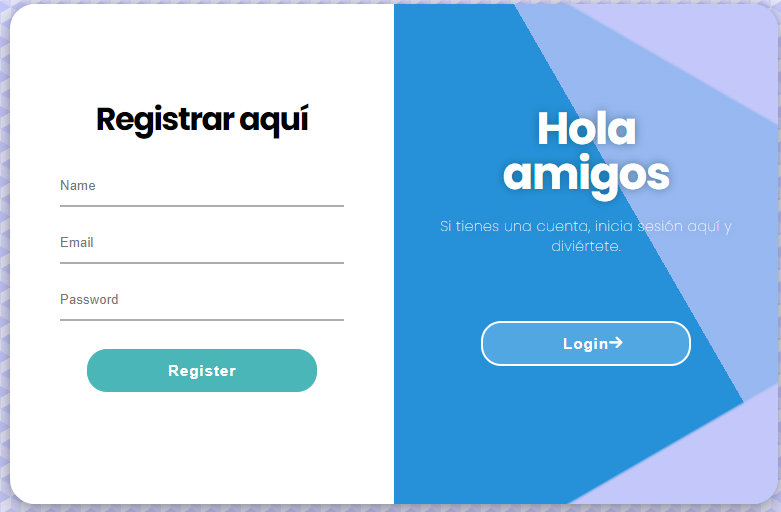 Registrar aquí
Name
Email
Password
Register
Hola
amigos
Si tienes una cuenta, inicia sesión aquí y
diviértete.
Login